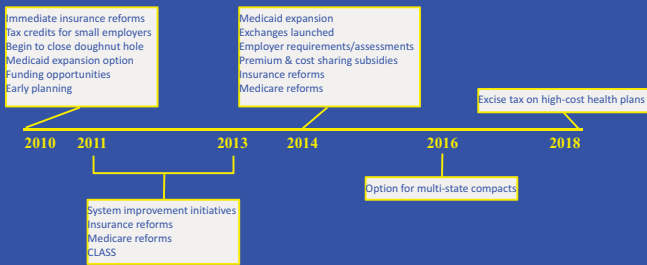 Immediate insurance reforms
Tax credits for small employers
Begin to close doughnut hole
Medicaid expansion option
Funding opportunities
Early planning
Medicaid expansion
Exchanges launched
Employer requirements/assessments
Premium & cost sharing subsidies
Insurance reforms
Medicare reforms
Excise tax on high-cost health plans
2010 2011 2013 2014 2016 2018
System improvement initiatives
Insurance reforms
Medicare reforms
CLASS
Option for multi-state compacts